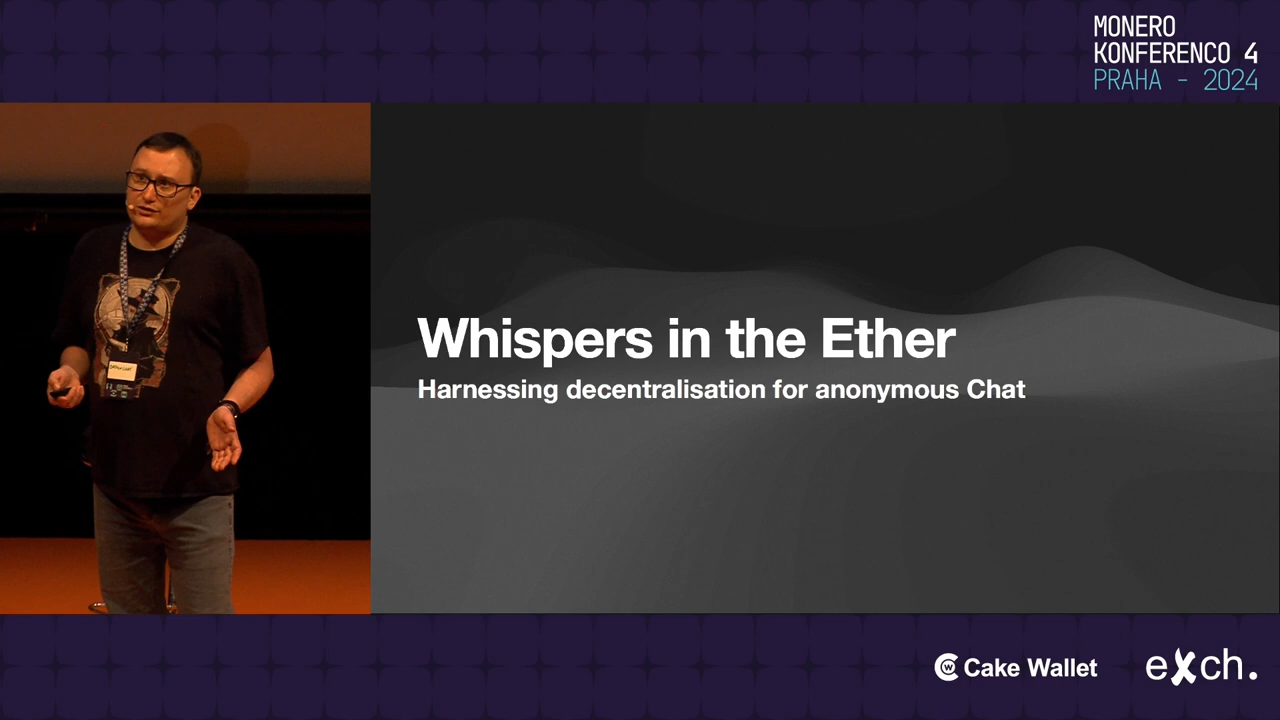 MONERO
KONFERENCO 4
PRAHA - 2024
Whispers in the Ether
Harnessing decentralisation for anonymous Chat
Cake Wallet
exch.